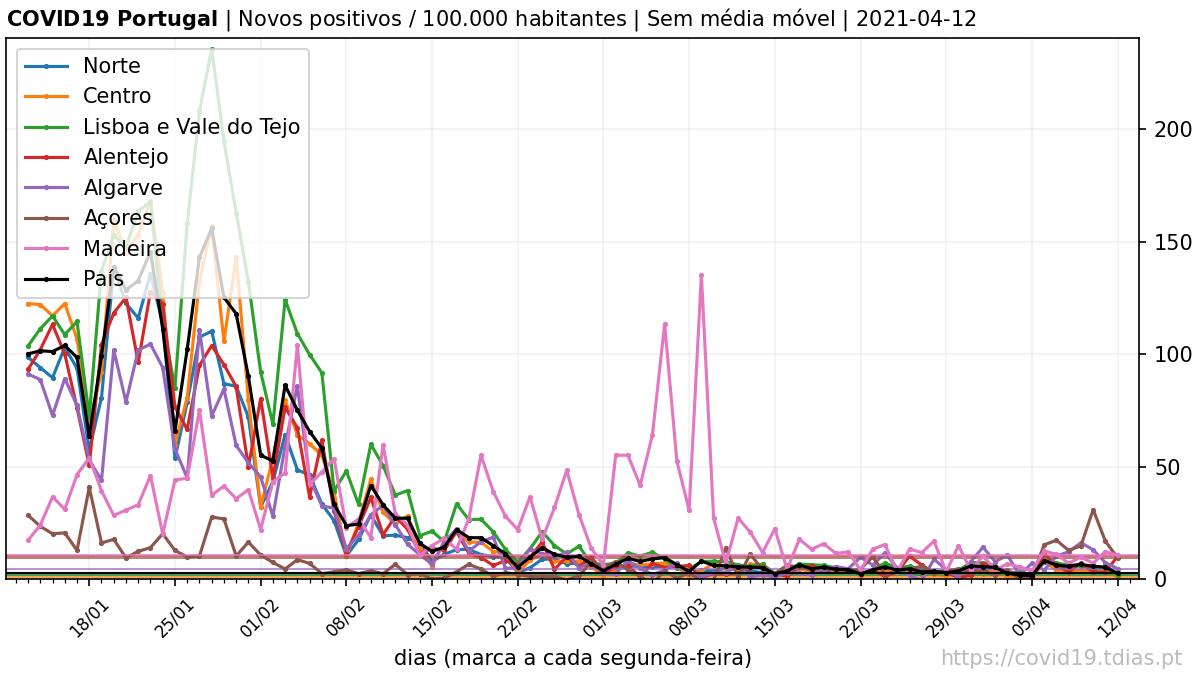 COVID19 Portugal | Novos positivos / 100.000 habitantes | Sem média móvel | 2021-04-12
Norte
Centro
Lisboa e Vale do Tejo
Alentejo
Algarve
Açores
Madeira
País
200
150
100
50
0
18/01
25/01
01/02
08/02
15/02
22/02
01/03
08/03
15/03
22/03
29/03
05/04
12/04
dias (marca a cada segunda-feira)
https://covid19.tdias.pt